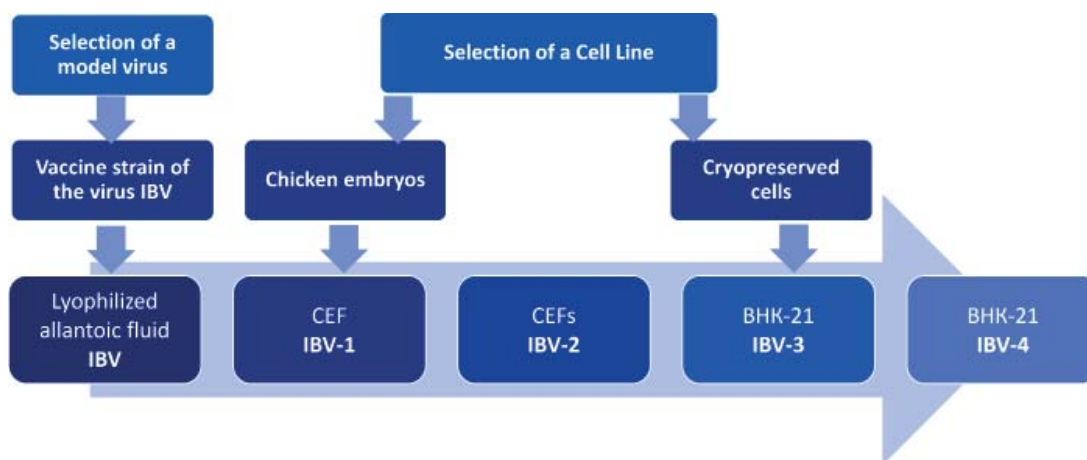 Selection of a
model virus
Selection of a Cell Line
Vaccine strain of
the virus IBV
Chicken embryos
Cryopreserved
cells
Lyophilized
allantoic fluid
IBV
CEF
IBV-1
CEFs
IBV-2
BHK-21
IBV-3
BHK-21
IBV-4